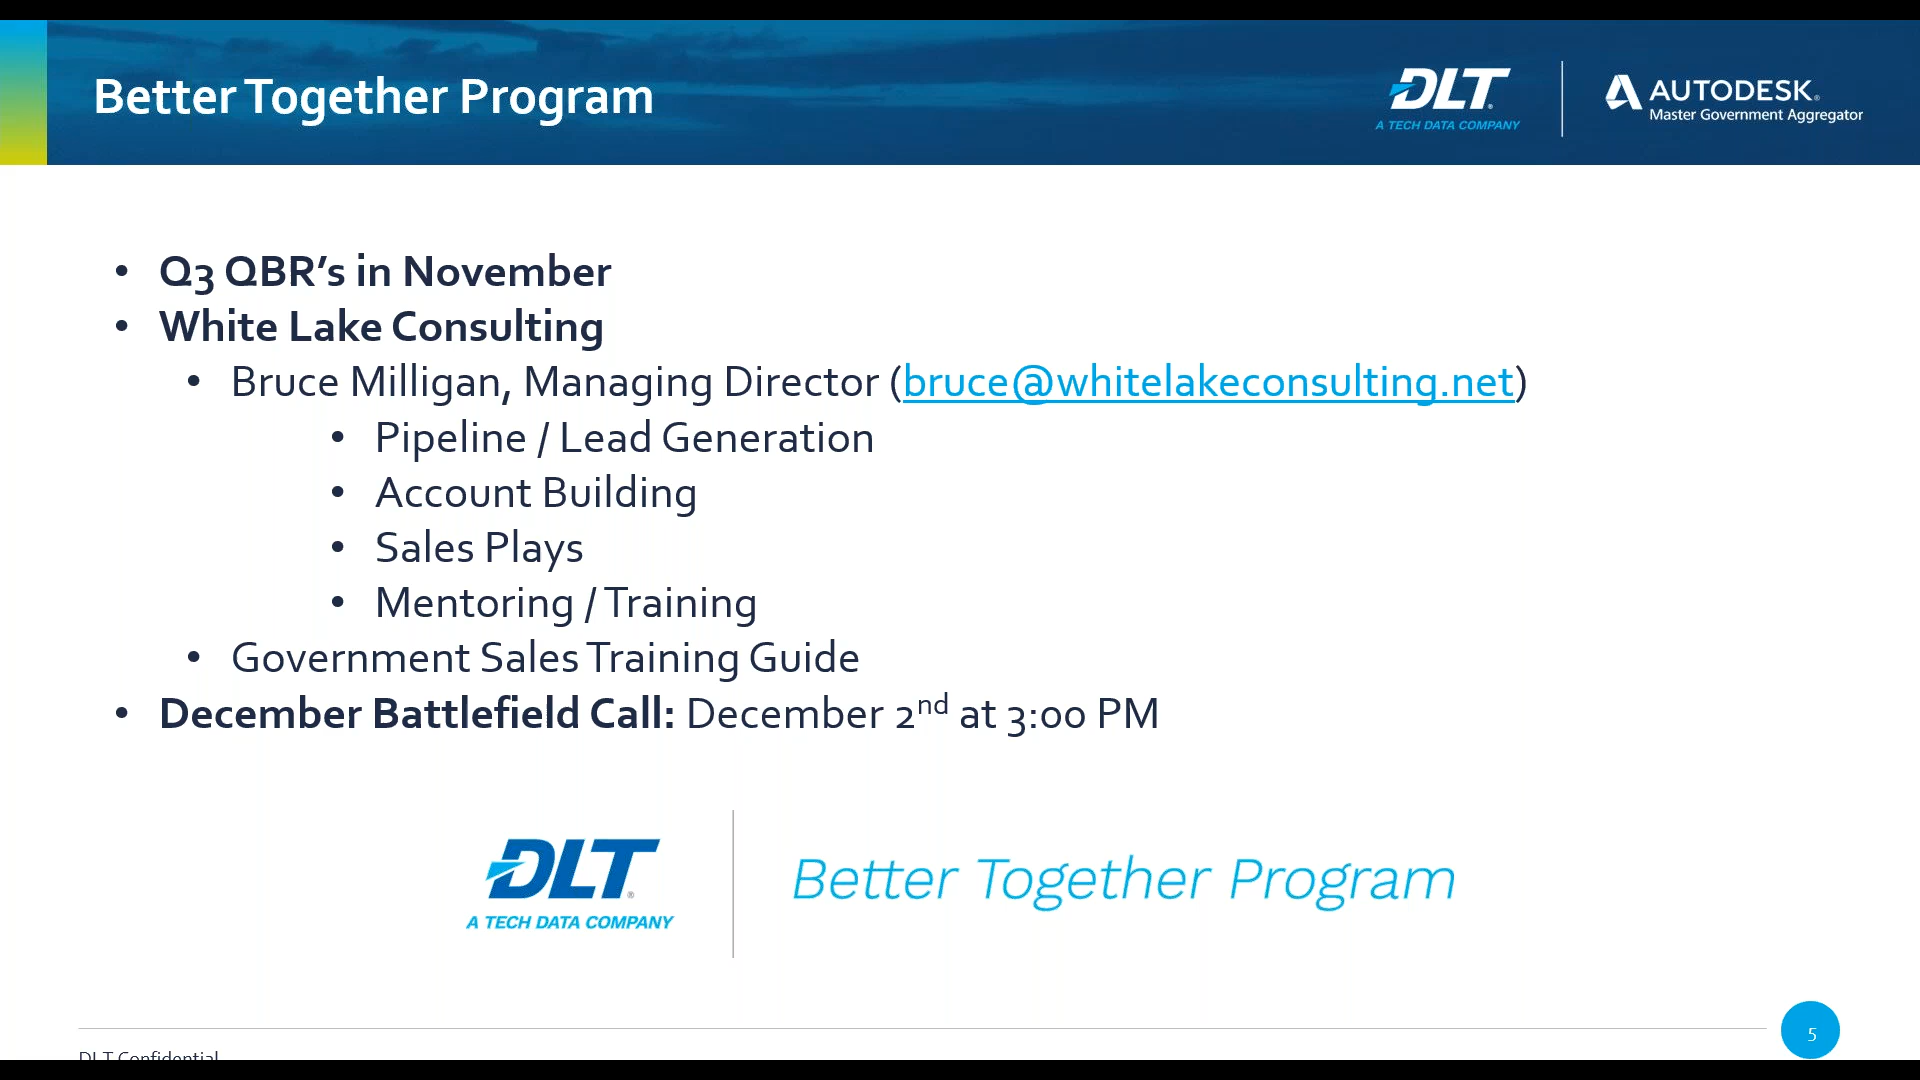 Better Together Program
DLT®
A TECH DATA COMPANY
AUTODESK®
Master Government Aggregator
• Q3 QBR’s in November
• White Lake Consulting
• Bruce Milligan, Managing Director (bruce@whitelakeconsulting.net)
• Pipeline / Lead Generation
• Account Building
• Sales Plays
• Mentoring / Training
• Government Sales Training Guide
• December Battlefield Call: December 2nd at 3:00 PM
DLT®
A TECH DATA COMPANY
Better Together Program
DLT Confidential
5